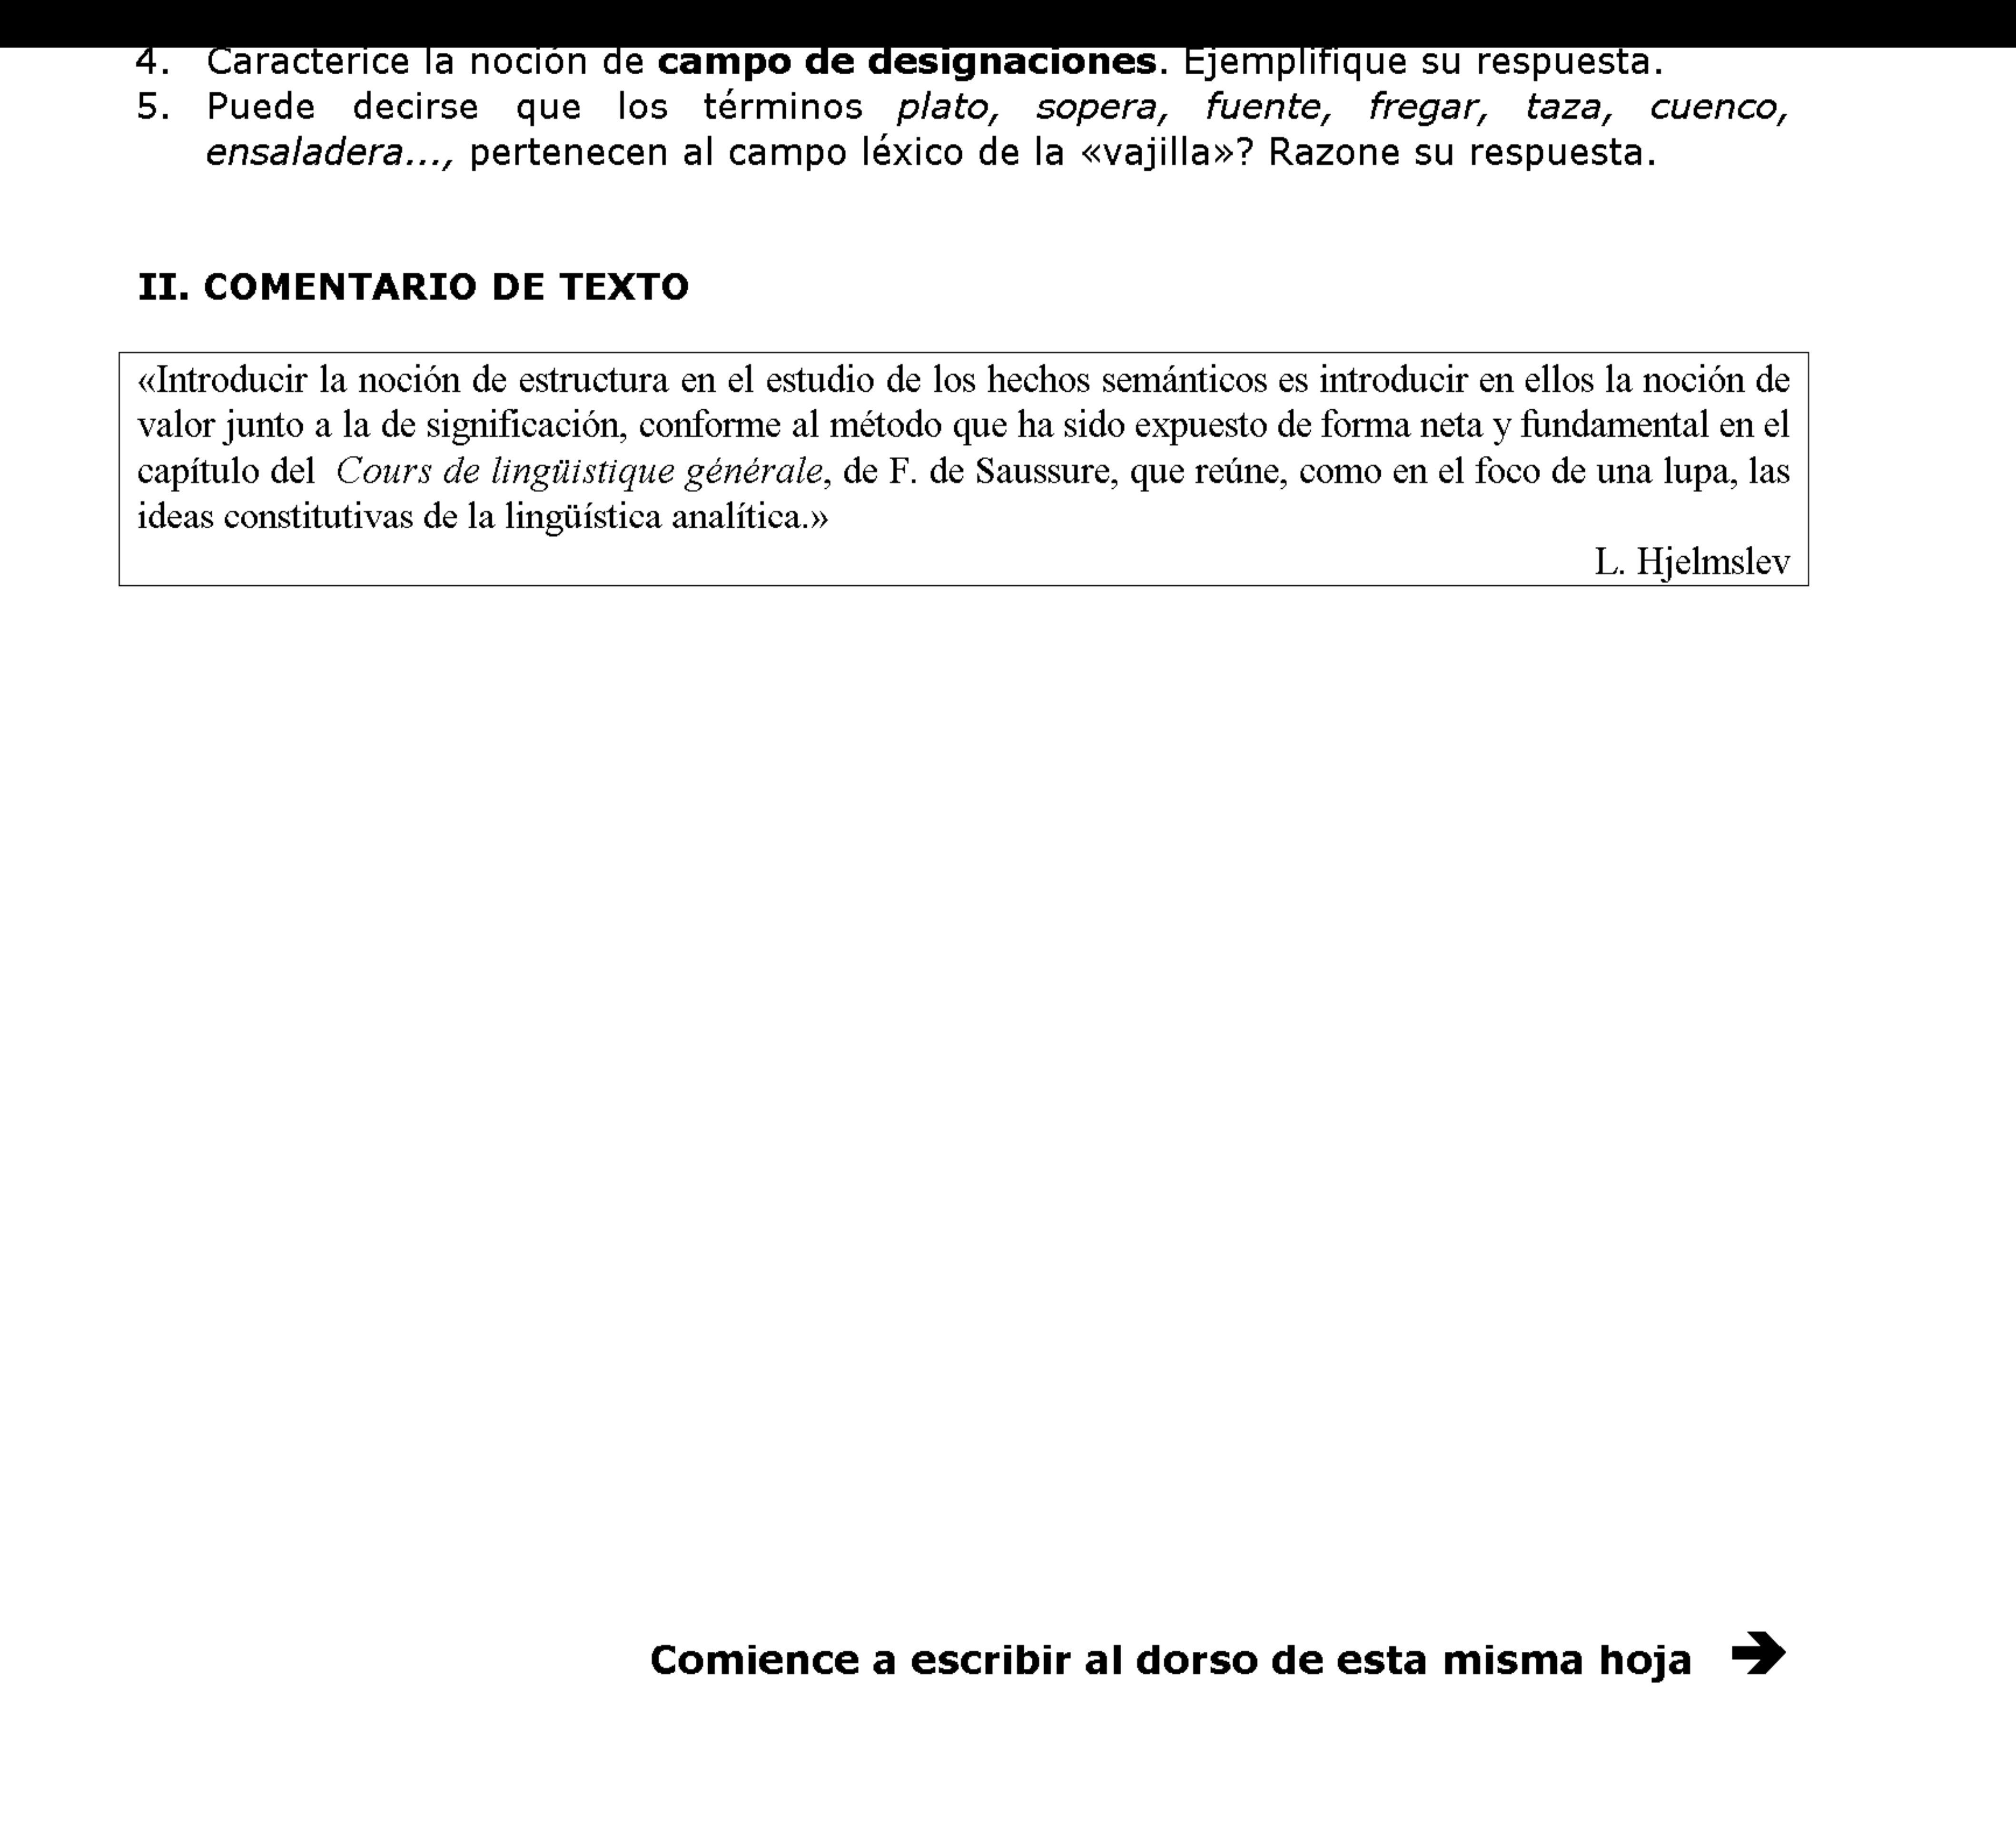 4. Caracterice la noción de campo de designaciones. Ejemplifique su respuesta.
5. Puede decirse que los términos plato, sopera, fuente, fregar, taza, cuenco,
ensaladera..., pertenecen al campo léxico de la «vajilla»? Razone su respuesta.
II. COMENTARIO DE TEXTO
«Introducir la noción de estructura en el estudio de los hechos semánticos es introducir en ellos la noción de
valor junto a la de significación, conforme al método que ha sido expuesto de forma neta y fundamental en el
capítulo del Cours de lingüistique générale, de F. de Saussure, que reúne, como en el foco de una lupa, las
ideas constitutivas de la lingüística analítica.»
L. Hjelmslev
Comience a escribir al dorso de esta misma hoja ➔